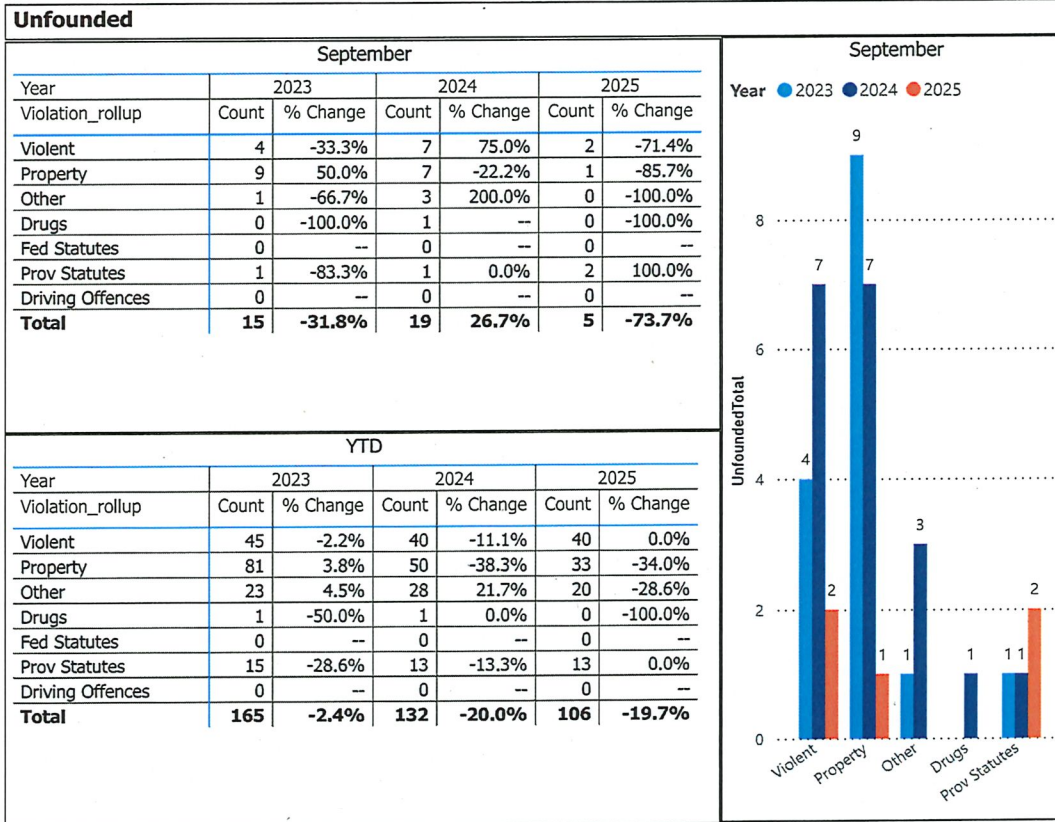 Unfounded
September
Year 2023 2024 2025
Violation_rollup Count % Change Count % Change Count % Change
Violent 4 -33.3% 7 75.0% 2 -71.4%
Property 9 50.0% 7 -22.2% 1 -85.7%
Other 1 -66.7% 3 200.0% 0 -100.0%
Drugs 0 -100.0% 1 -- 0 -100.0%
Fed Statutes 0 -- 0 -- 0 --
Prov Statutes 1 -83.3% 1 0.0% 2 100.0%
Driving Offences 0 -- 0 -- 0 --
Total 15 -31.8% 19 26.7% 5 -73.7%
YTD
Year 2023 2024 2025
Violation_rollup Count % Change Count % Change Count % Change
Violent 45 -2.2% 40 -11.1% 40 0.0%
Property 81 3.8% 50 -38.3% 33 -34.0%
Other 23 4.5% 28 21.7% 20 -28.6%
Drugs 1 -50.0% 1 0.0% 0 -100.0%
Fed Statutes 0 -- 0 -- 0 --
Prov Statutes 15 -28.6% 13 -13.3% 13 0.0%
Driving Offences 0 -- 0 -- 0 --
Total 165 -2.4% 132 -20.0% 106 -19.7%
September
Year 2023 2024 2025
9
8
7 7
6
UnfoundedTotal
4
4
3
2
2 2
1 1 1 1 1
0
Violent Property Other Drugs Prov Statutes